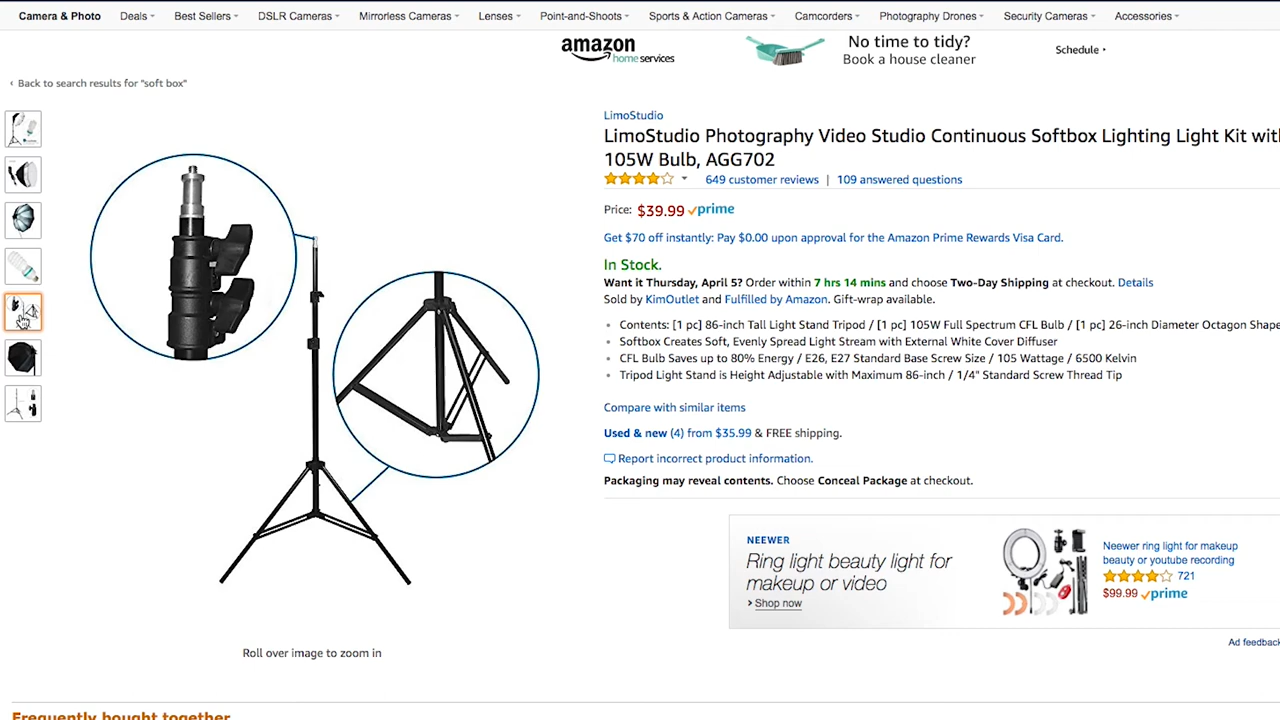 Camera & Photo Deals Best Sellers DSLR Cameras Mirrorless Cameras Lenses Point-and-Shoots Sports & Action Cameras Camcorders Photography Drones Security Cameras Accessories
amazon home services
No time to tidy?
Book a house cleaner
Schedule
‹ Back to search results for "soft box"
LimoStudio
LimoStudio Photography Video Studio Continuous Softbox Lighting Light Kit with
105W Bulb, AGG702
649 customer reviews | 109 answered questions
Price: $39.99 prime
Get $70 off instantly: Pay $0.00 upon approval for the Amazon Prime Rewards Visa Card.
In Stock.
Want it Thursday, April 5? Order within 7 hrs 14 mins and choose Two-Day Shipping at checkout. Details
Sold by KimOutlet and Fulfilled by Amazon. Gift-wrap available.
Contents: [1 pc] 86-inch Tall Light Stand Tripod / [1 pc] 105W Full Spectrum CFL Bulb / [1 pc] 26-inch Diameter Octagon Shape
Softbox Creates Soft, Evenly Spread Light Stream with External White Cover Diffuser
CFL Bulb Saves up to 80% Energy / E26, E27 Standard Base Screw Size / 105 Wattage / 6500 Kelvin
Tripod Light Stand is Height Adjustable with Maximum 86-inch / 1/4" Standard Screw Thread Tip
Compare with similar items
Used & new (4) from $35.99 & FREE shipping.
Report incorrect product information.
Packaging may reveal contents. Choose Conceal Package at checkout.
NEEWER
Ring light beauty light for
makeup or video
› Shop now
Neewer ring light for makeup
beauty or youtube recording
721
$99.99 prime
Ad feedback
Roll over image to zoom in
Frequently bought together